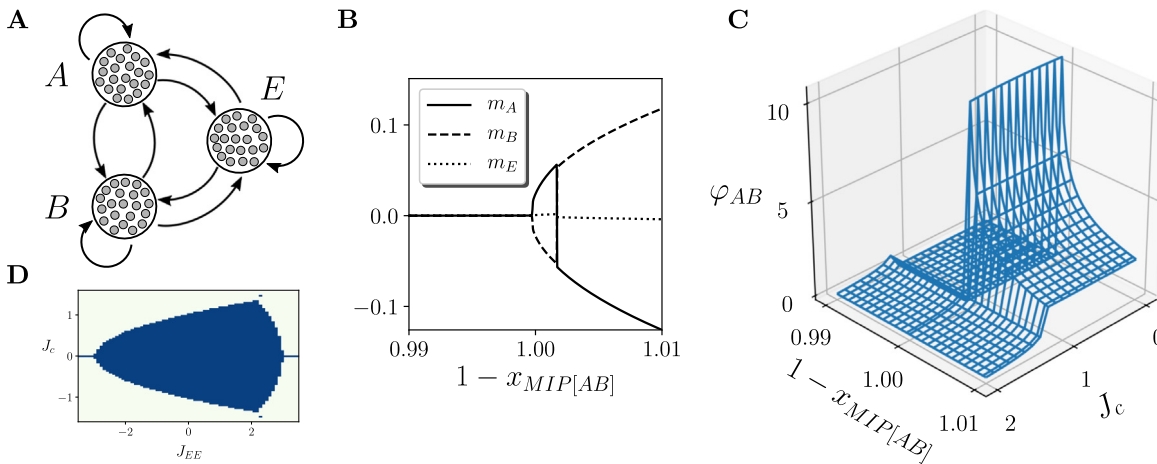 A
A
E
B
B
m_A
m_B
m_E
0.1
0.0
−0.1
0.99
1.00
1.01
1 − x_{MIP[AB]}
C
φ_{AB}
10
5
0
0.99
1.00
1.01
1 − x_{MIP[AB]}
2
1
J_c
D
1
0
−1
J_c
−2
0
2
J_{EE}